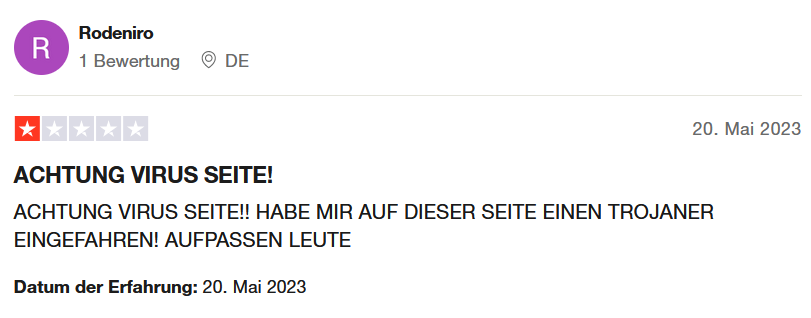 R
Rodeniro
1 Bewertung DE
20. Mai 2023
ACHTUNG VIRUS SEITE!
ACHTUNG VIRUS SEITE!! HABE MIR AUF DIESER SEITE EINEN TROJANER
EINGEFAHREN! AUFPASSEN LEUTE
Datum der Erfahrung: 20. Mai 2023